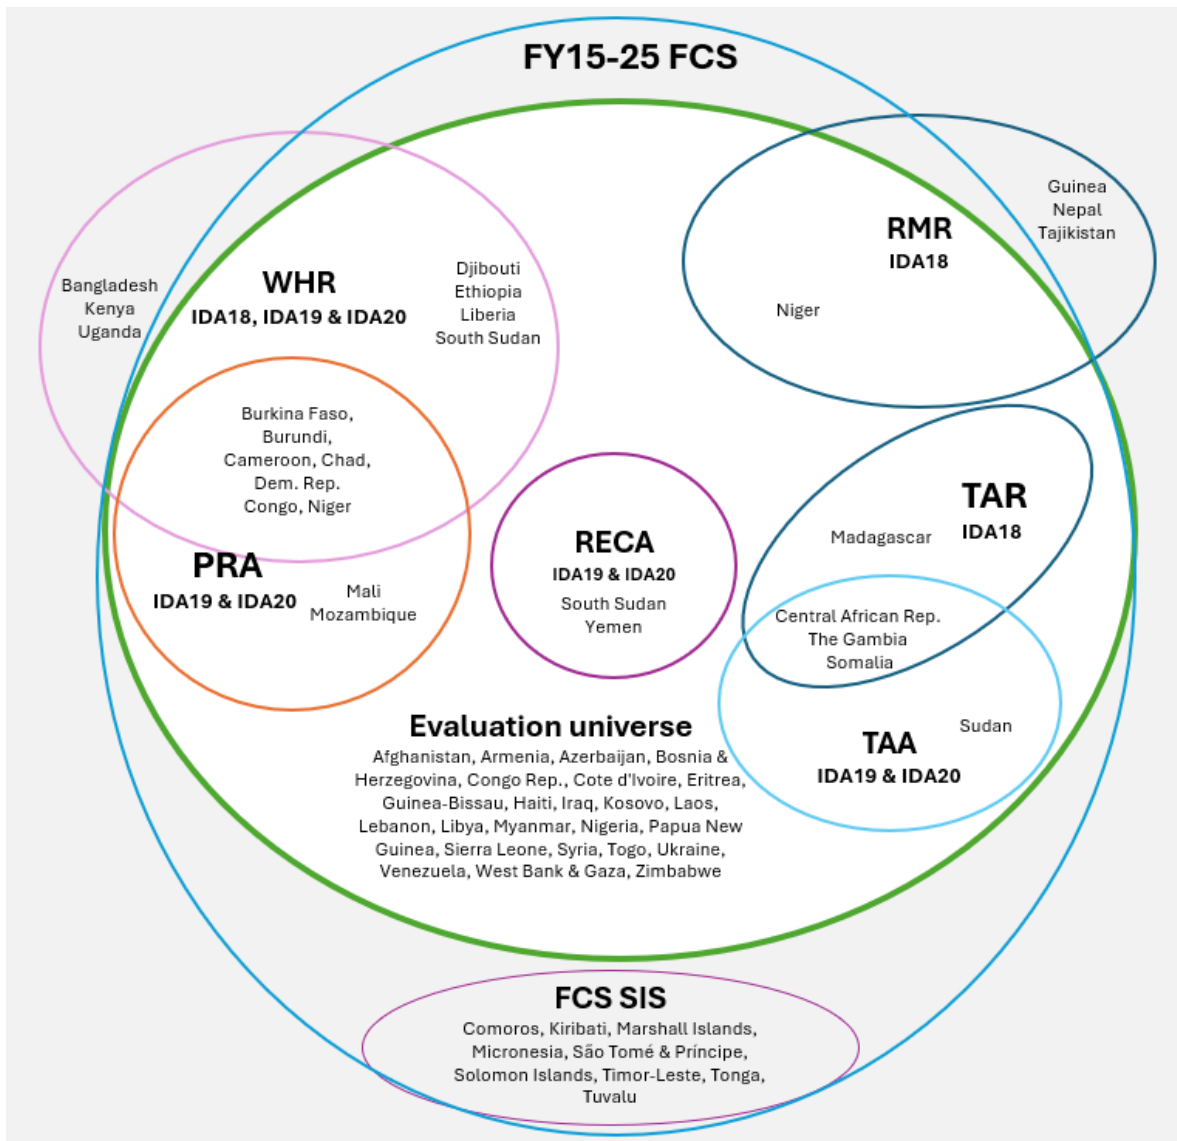 FY15-25 FCS
Guinea
Nepal
Tajikistan
RMR
IDA18
Niger
Bangladesh
Kenya
Uganda
WHR
IDA18, IDA19 & IDA20
Djibouti
Ethiopia
Liberia
South Sudan
Burkina Faso,
Burundi,
Cameroon, Chad,
Dem. Rep.
Congo, Niger
PRA
IDA19 & IDA20
Mali
Mozambique
RECA
IDA19 & IDA20
South Sudan
Yemen
TAR
IDA18
Madagascar
Central African Rep.
The Gambia
Somalia
Sudan
TAA
IDA19 & IDA20
Evaluation universe
Afghanistan, Armenia, Azerbaijan, Bosnia &
Herzegovina, Congo Rep., Cote d'Ivoire, Eritrea,
Guinea-Bissau, Haiti, Iraq, Kosovo, Laos,
Lebanon, Libya, Myanmar, Nigeria, Papua New
Guinea, Sierra Leone, Syria, Togo, Ukraine,
Venezuela, West Bank & Gaza, Zimbabwe
FCS SIS
Comoros, Kiribati, Marshall Islands,
Micronesia, São Tomé & Príncipe,
Solomon Islands, Timor-Leste, Tonga,
Tuvalu